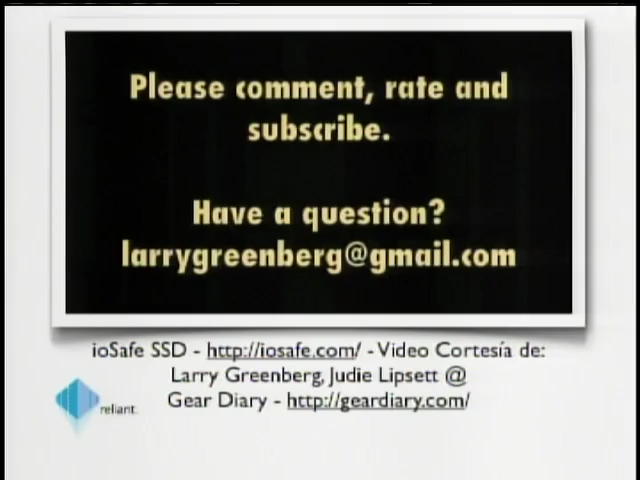 Please comment, rate and
subscribe.
Have a question?
larrygreenberg@gmail.com
ioSafe SSD - http://iosafe.com/ - Video Cortesía de:
Larry Greenberg, Judie Lipsett @
Gear Diary - http://geardiary.com/
reliant.